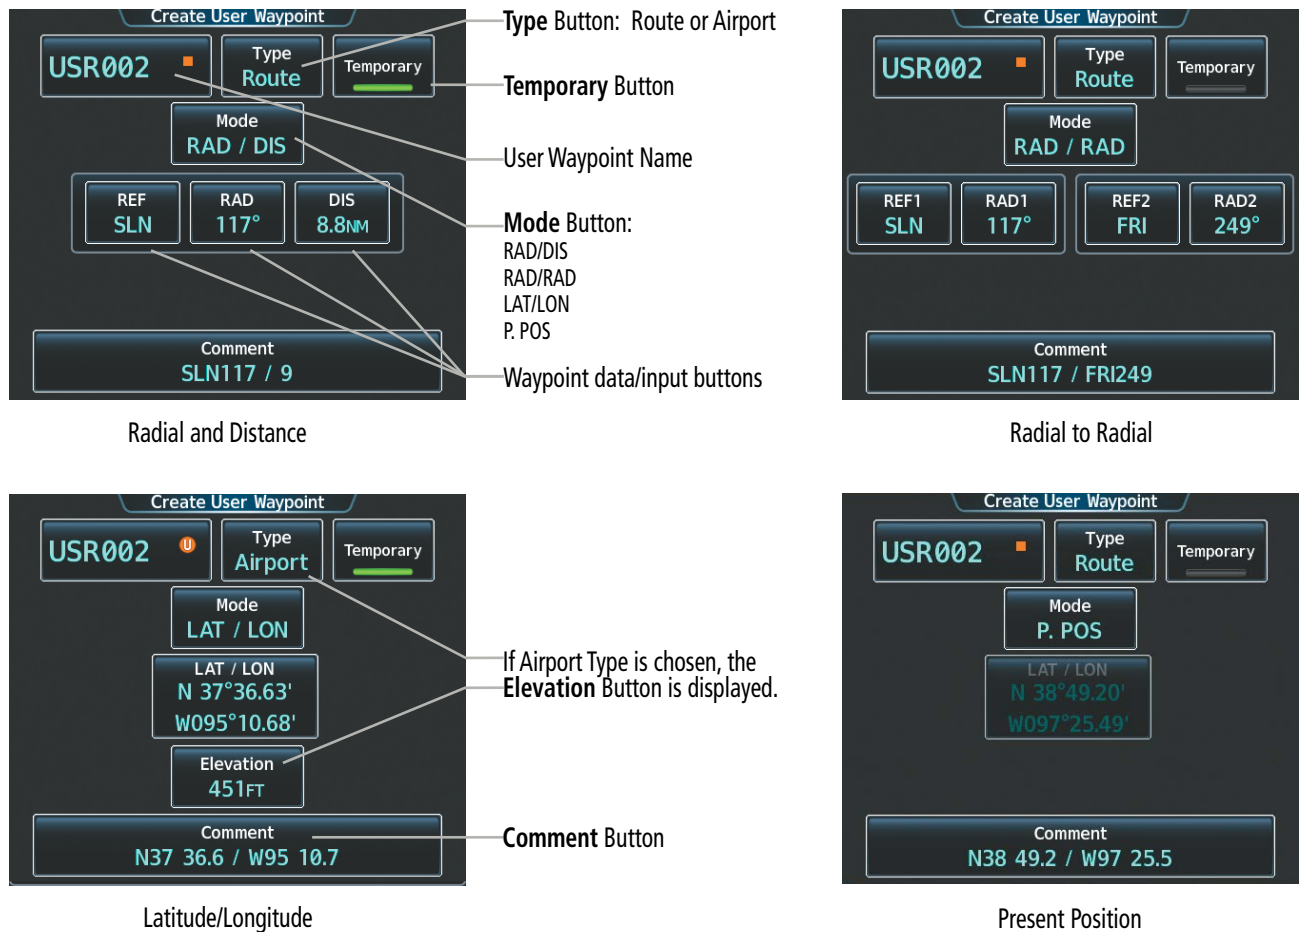 Create User Waypoint
USR002
Type
Route
Temporary
Mode
RAD / DIS
REF
SLN
RAD
117°
DIS
8.8NM
Comment
SLN117 / 9
Radial and Distance
Type Button: Route or Airport
Temporary Button
User Waypoint Name
Mode Button:
RAD/DIS
RAD/RAD
LAT/LON
P. POS
Waypoint data/input buttons
Create User Waypoint
USR002
Type
Route
Temporary
Mode
RAD / RAD
REF1
SLN
RAD1
117°
REF2
FRI
RAD2
249°
Comment
SLN117 / FRI249
Radial to Radial
Create User Waypoint
USR002
U
Type
Airport
Temporary
Mode
LAT / LON
LAT / LON
N 37°36.63'
W095°10.68'
Elevation
451FT
Comment
N37 36.6 / W95 10.7
Latitude/Longitude
If Airport Type is chosen, the
Elevation Button is displayed.
Comment Button
Create User Waypoint
USR002
Type
Route
Temporary
Mode
P. POS
LAT / LON
N 38°49.20'
W097°25.49'
Comment
N38 49.2 / W97 25.5
Present Position